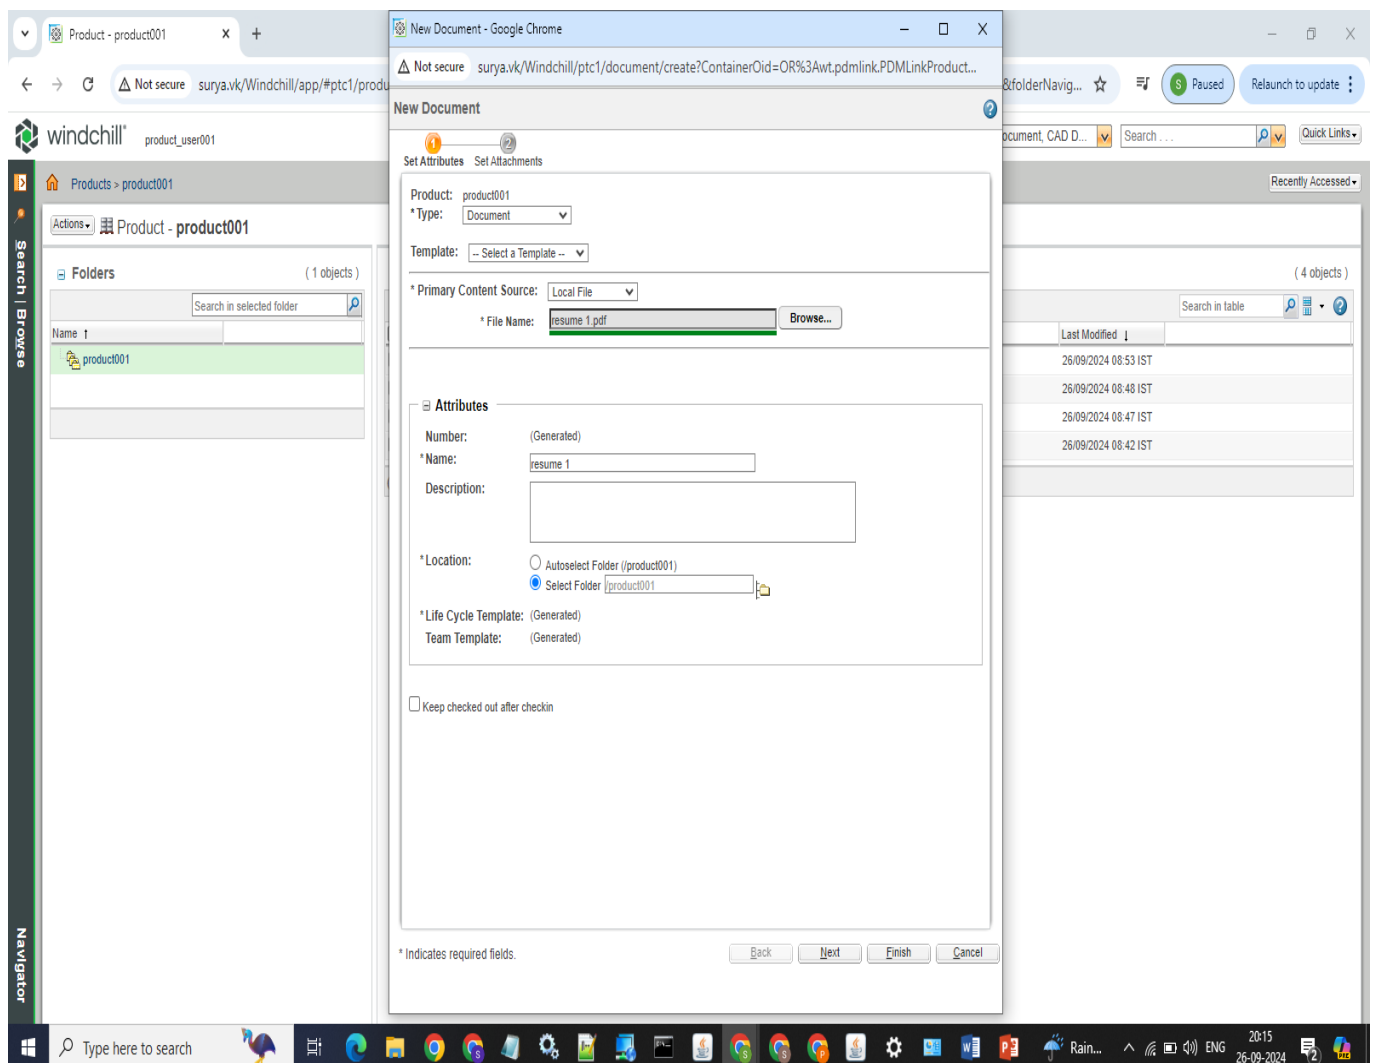 Product - product001
New Document - Google Chrome
Not secure surya.vk/Windchill/app/#ptc1/produ
Not secure surya.vk/Windchill/ptc1/document/create?ContainerOid=OR%3Awt.pdmlink.PDMLinkProduct...
&folderNavig...
S Paused
Relaunch to update
windchill
product_user001
New Document
ocument, CAD D...
Search . . .
Quick Links
1 2
Set Attributes Set Attachments
Products > product001
Recently Accessed
Actions
Product - product001
Search | Browse
Navigator
Folders
( 1 objects )
Search in selected folder
Name
product001
Product: product001
*Type: Document
Template: -- Select a Template --
* Primary Content Source: Local File
* File Name: resume 1.pdf Browse...
Attributes
Number: (Generated)
*Name: resume 1
Description:
*Location: Autoselect Folder (/product001)
Select Folder /product001
*Life Cycle Template: (Generated)
Team Template: (Generated)
Keep checked out after checkin
* Indicates required fields.
Back Next Finish Cancel
( 4 objects )
Search in table
Last Modified
26/09/2024 08:53 IST
26/09/2024 08:48 IST
26/09/2024 08:47 IST
26/09/2024 08:42 IST
Type here to search
Rain...
ENG
20:15
26-09-2024
2